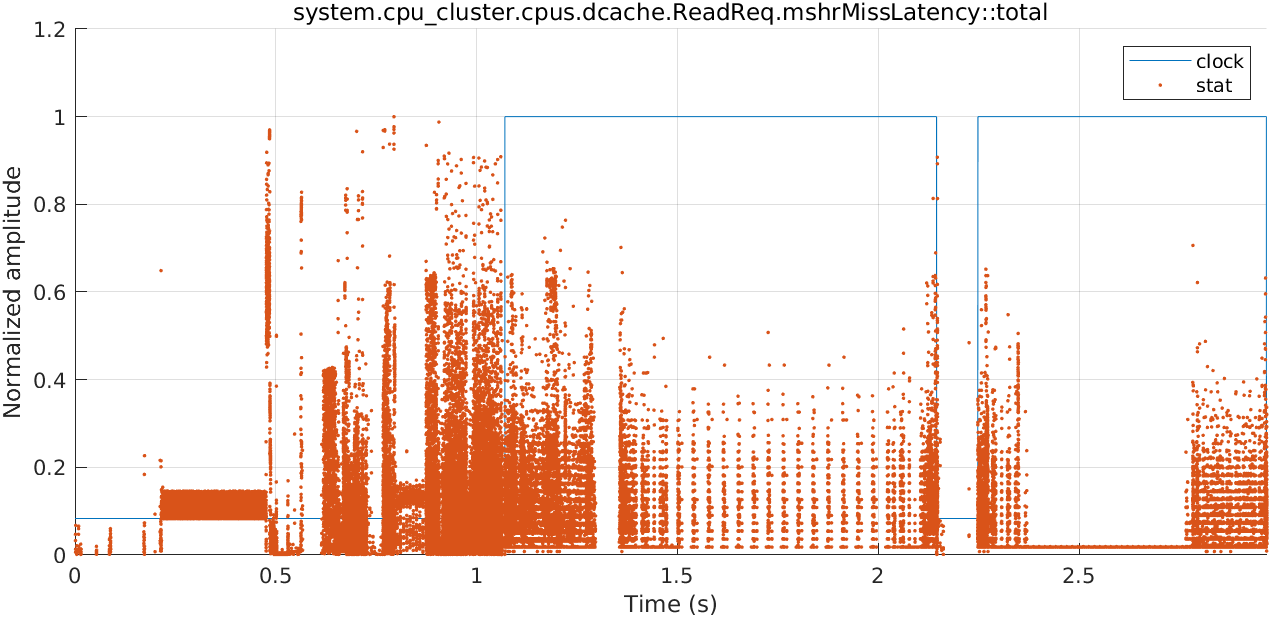 system.cpu_cluster.cpus.dcache.ReadReq.mshrMissLatency::total
1.2
1
0.8
0.6
0.4
0.2
0
Normalized amplitude
clock
stat
0 0.5 1 1.5 2 2.5
Time (s)